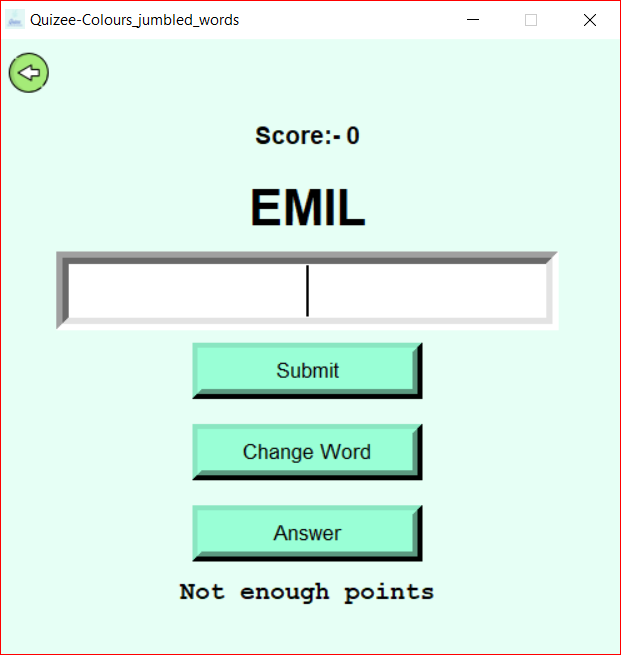 Quizee-Colours_jumbled_words
Score:- 0
EMIL
Submit
Change Word
Answer
Not enough points